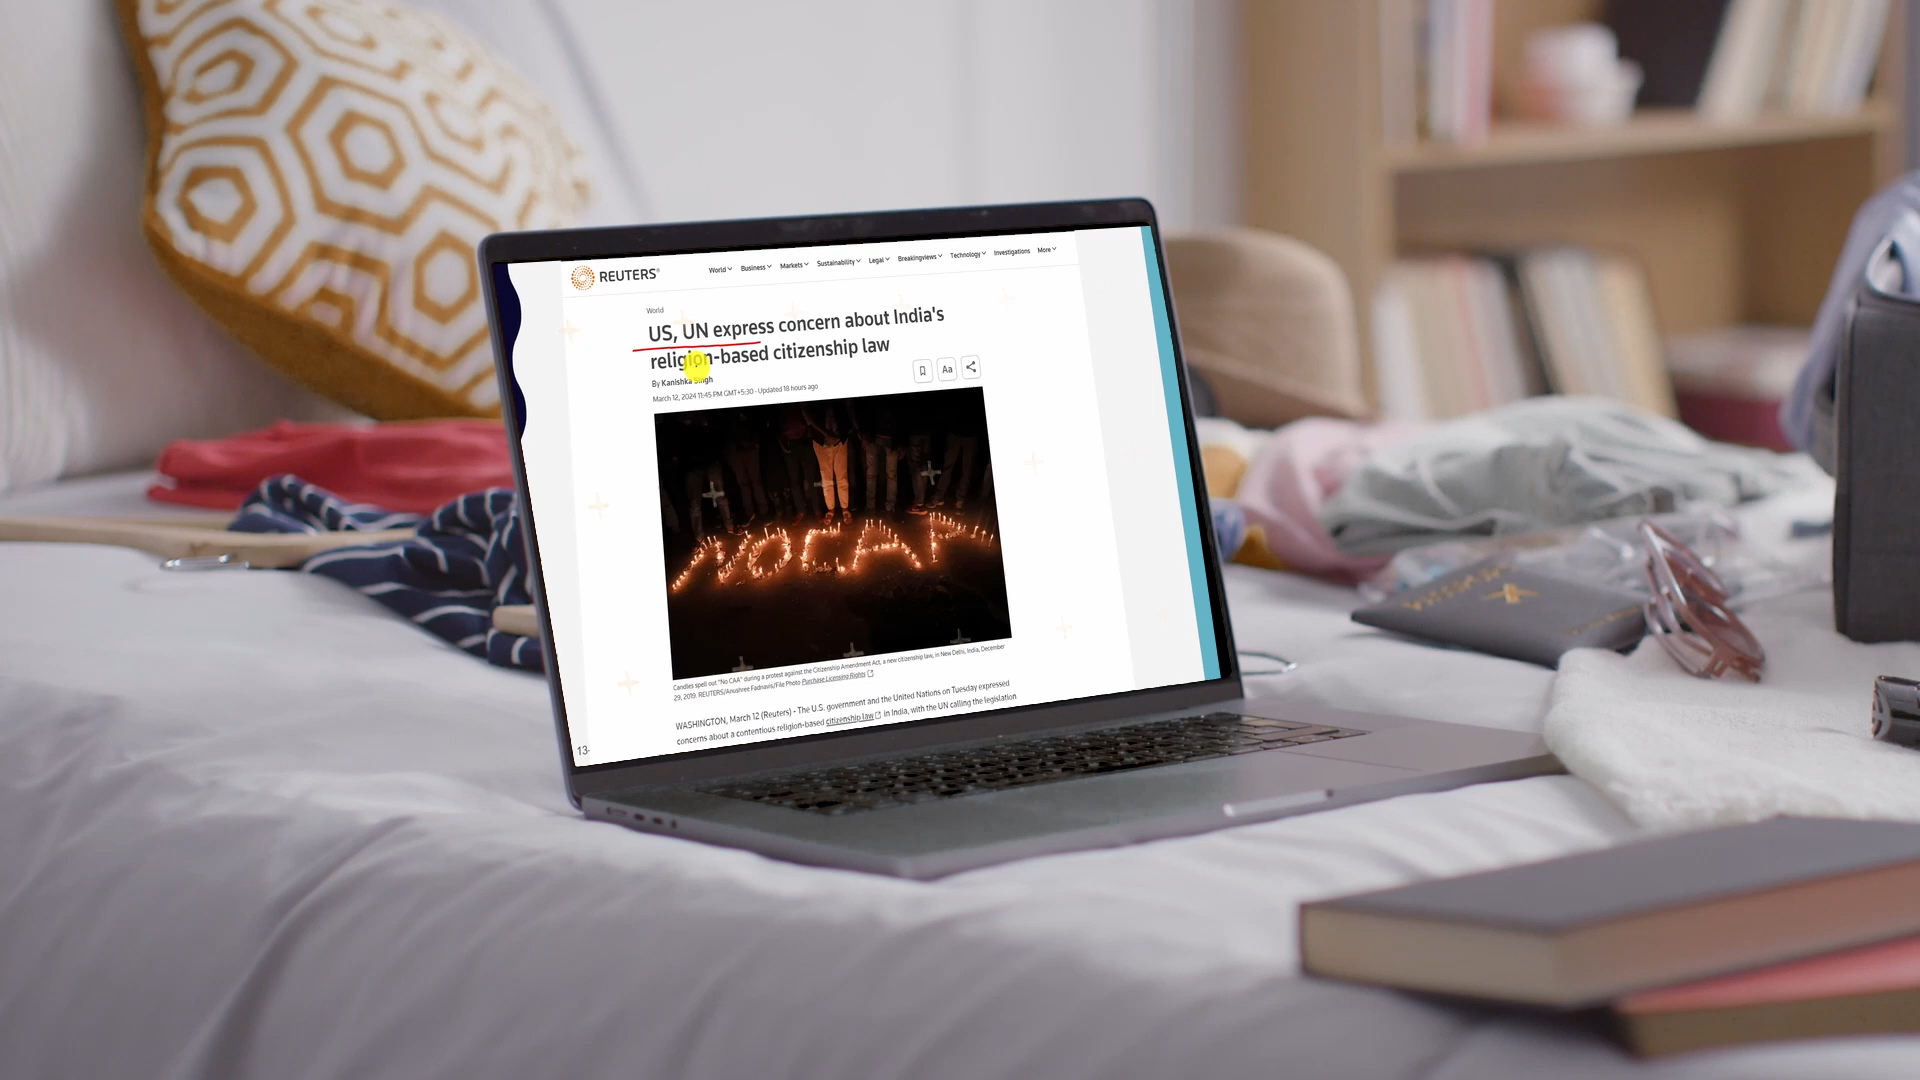 REUTERS
World Business Markets Sustainability Legal Breakingviews Technology Investigations More
World
US, UN express concern about India's
religion-based citizenship law
By Kanishka Singh
March 12, 2024 11:45 PM GMT+5:30 · Updated 18 hours ago
Aa
NO CAA
Candles spell out "No CAA" during a protest against the Citizenship Amendment Act, a new citizenship law, in New Delhi, India, December
29, 2019. REUTERS/Anushree Fadnavis/File Photo Purchase Licensing Rights
WASHINGTON, March 12 (Reuters) - The U.S. government and the United Nations on Tuesday expressed
concerns about a contentious religion-based citizenship law in India, with the UN calling the legislation
13-